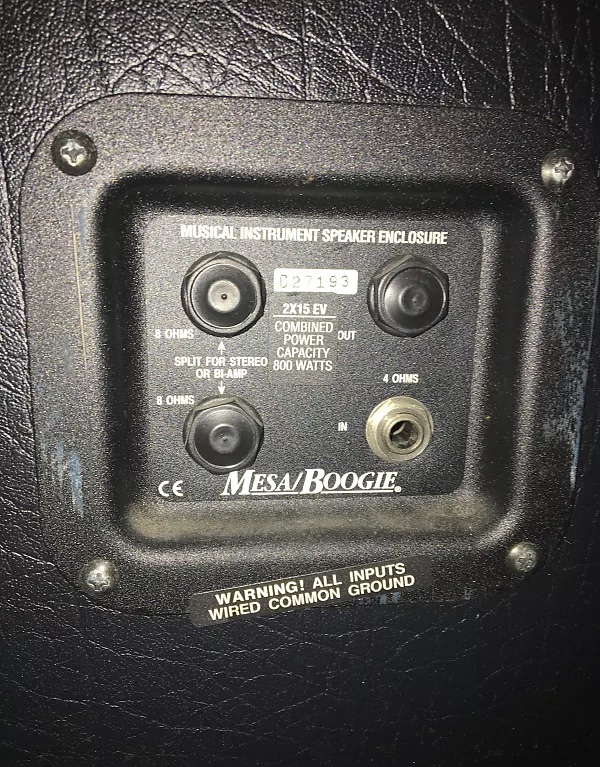 MUSICAL INSTRUMENT SPEAKER ENCLOSURE
C27193
2X15 EV
COMBINED
POWER
CAPACITY
800 WATTS
8 OHMS
SPLIT FOR STEREO
OR BI-AMP
8 OHMS
OUT
4 OHMS
IN
CE
MESA/BOOGIE®
WARNING! ALL INPUTS
WIRED COMMON GROUND